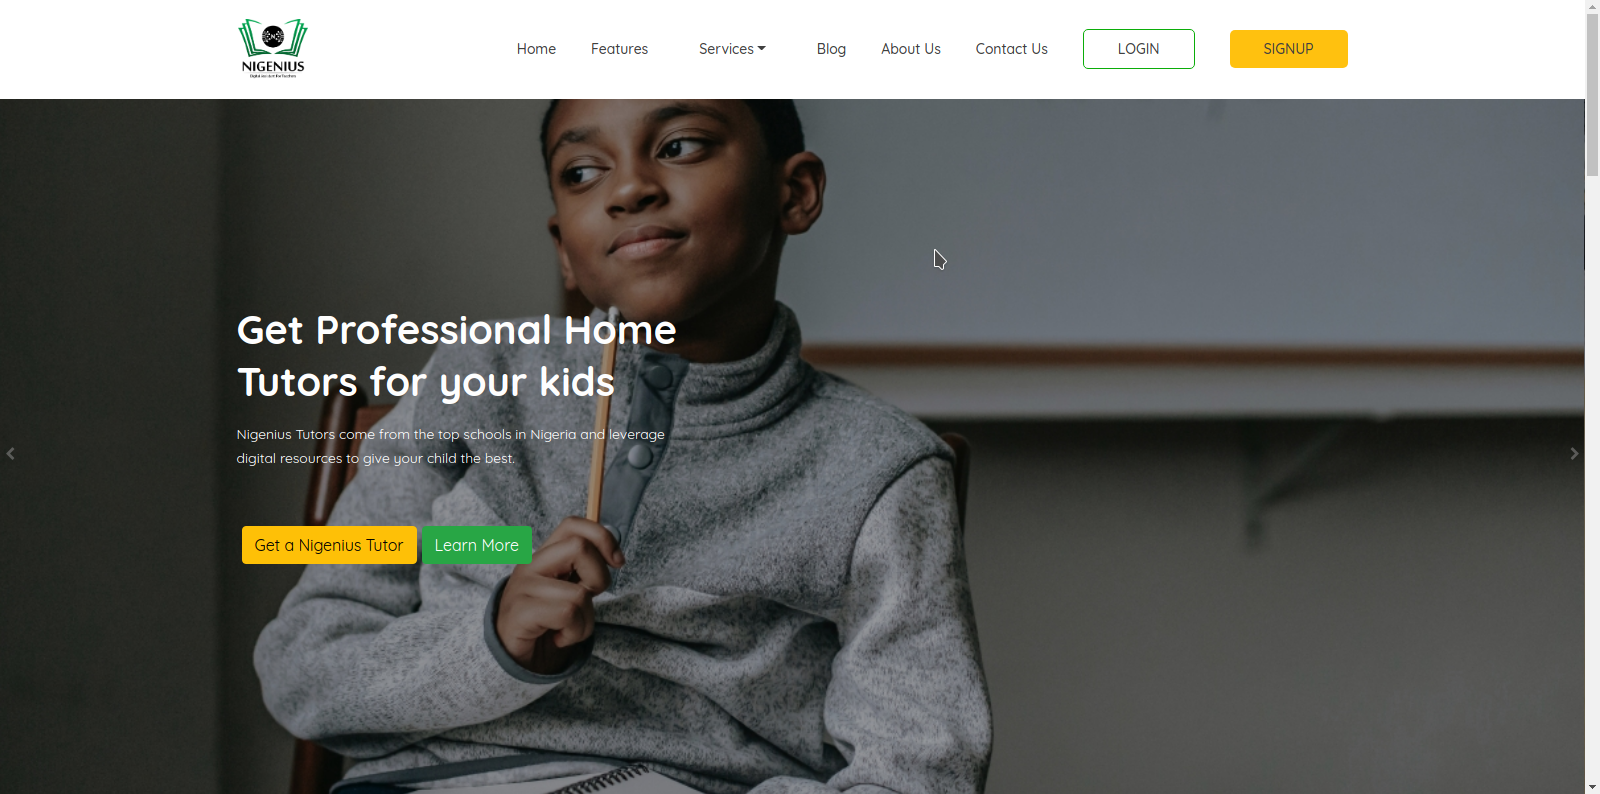 NIGENIUS
Home
Features
Services
Blog
About Us
Contact Us
LOGIN
SIGNUP
Get Professional Home
Tutors for your kids
Nigenius Tutors come from the top schools in Nigeria and leverage
digital resources to give your child the best.
Get a Nigenius Tutor
Learn More